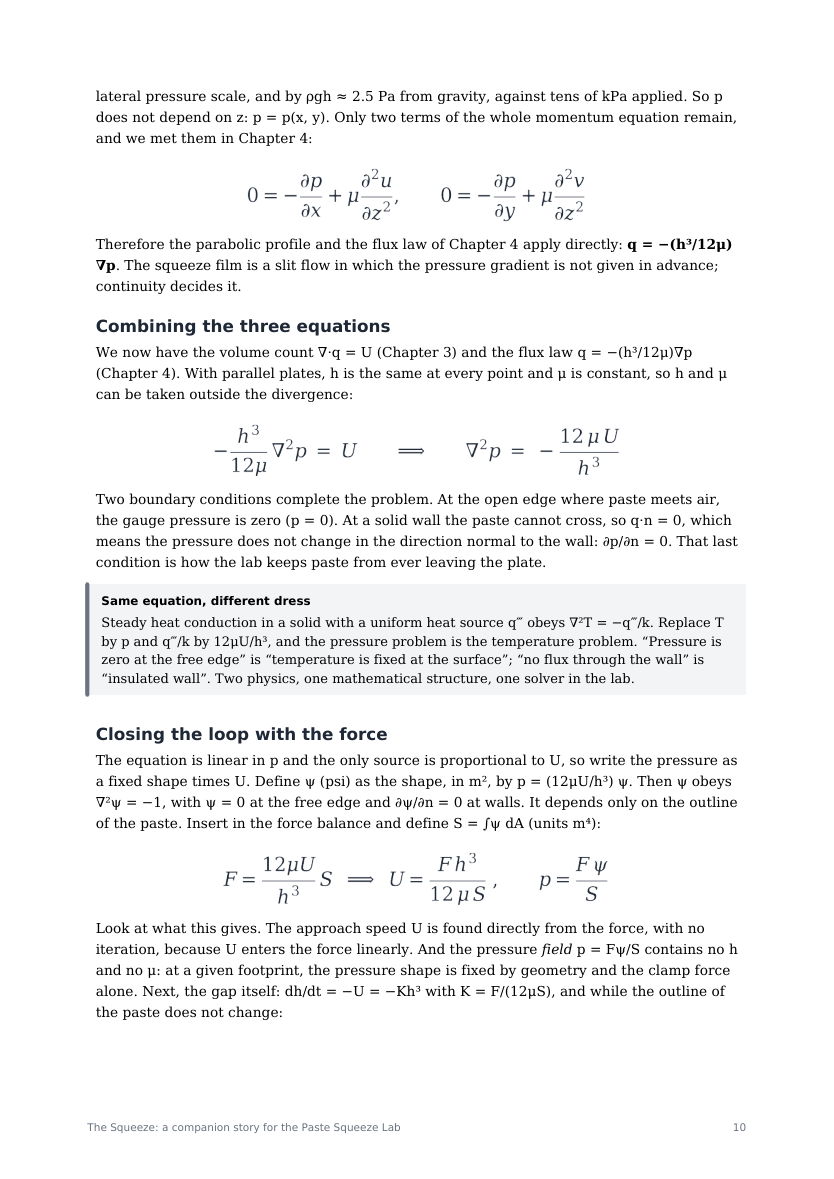 lateral pressure scale, and by ρgh ≈ 2.5 Pa from gravity, against tens of kPa applied. So p
does not depend on z: p = p(x, y). Only two terms of the whole momentum equation remain,
and we met them in Chapter 4:
0 = −∂p/∂x + μ ∂²u/∂z², 0 = −∂p/∂y + μ ∂²v/∂z²
Therefore the parabolic profile and the flux law of Chapter 4 apply directly: q = −(h³/12μ)
∇p. The squeeze film is a slit flow in which the pressure gradient is not given in advance;
continuity decides it.
Combining the three equations
We now have the volume count ∇·q = U (Chapter 3) and the flux law q = −(h³/12μ)∇p
(Chapter 4). With parallel plates, h is the same at every point and μ is constant, so h and μ
can be taken outside the divergence:
−h³/12μ ∇²p = U ⟹ ∇²p = −12 μ U/h³
Two boundary conditions complete the problem. At the open edge where paste meets air,
the gauge pressure is zero (p = 0). At a solid wall the paste cannot cross, so q·n = 0, which
means the pressure does not change in the direction normal to the wall: ∂p/∂n = 0. That last
condition is how the lab keeps paste from ever leaving the plate.
Same equation, different dress
Steady heat conduction in a solid with a uniform heat source q‴ obeys ∇²T = −q‴/k. Replace T
by p and q‴/k by 12μU/h³, and the pressure problem is the temperature problem. “Pressure is
zero at the free edge” is “temperature is fixed at the surface”; “no flux through the wall” is
“insulated wall”. Two physics, one mathematical structure, one solver in the lab.
Closing the loop with the force
The equation is linear in p and the only source is proportional to U, so write the pressure as
a fixed shape times U. Define ψ (psi) as the shape, in m², by p = (12μU/h³) ψ. Then ψ obeys
∇²ψ = −1, with ψ = 0 at the free edge and ∂ψ/∂n = 0 at walls. It depends only on the outline
of the paste. Insert in the force balance and define S = ∫ψ dA (units m⁴):
F = 12μU/h³ S ⟹ U = F h³/12 μ S , p = F ψ/S
Look at what this gives. The approach speed U is found directly from the force, with no
iteration, because U enters the force linearly. And the pressure field p = Fψ/S contains no h
and no μ: at a given footprint, the pressure shape is fixed by geometry and the clamp force
alone. Next, the gap itself: dh/dt = −U = −Kh³ with K = F/(12μS), and while the outline of
the paste does not change:
The Squeeze: a companion story for the Paste Squeeze Lab 10